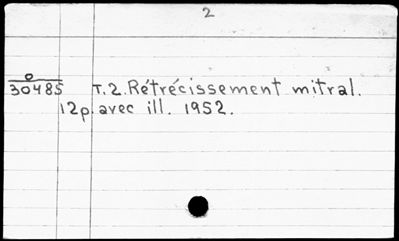 2
o
30485 T.2. Rétrécissement mitral.
12p. avec ill. 1952.